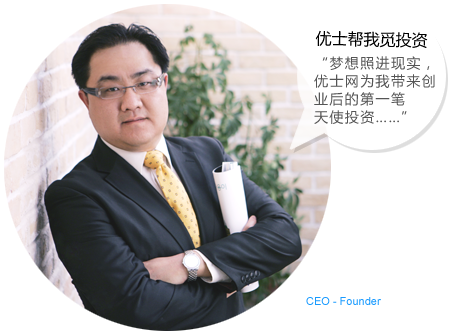 优士帮我觅投资
“梦想照进现实，
优士网为我带来创
业后的第一笔
天使投资……”
CEO - Founder